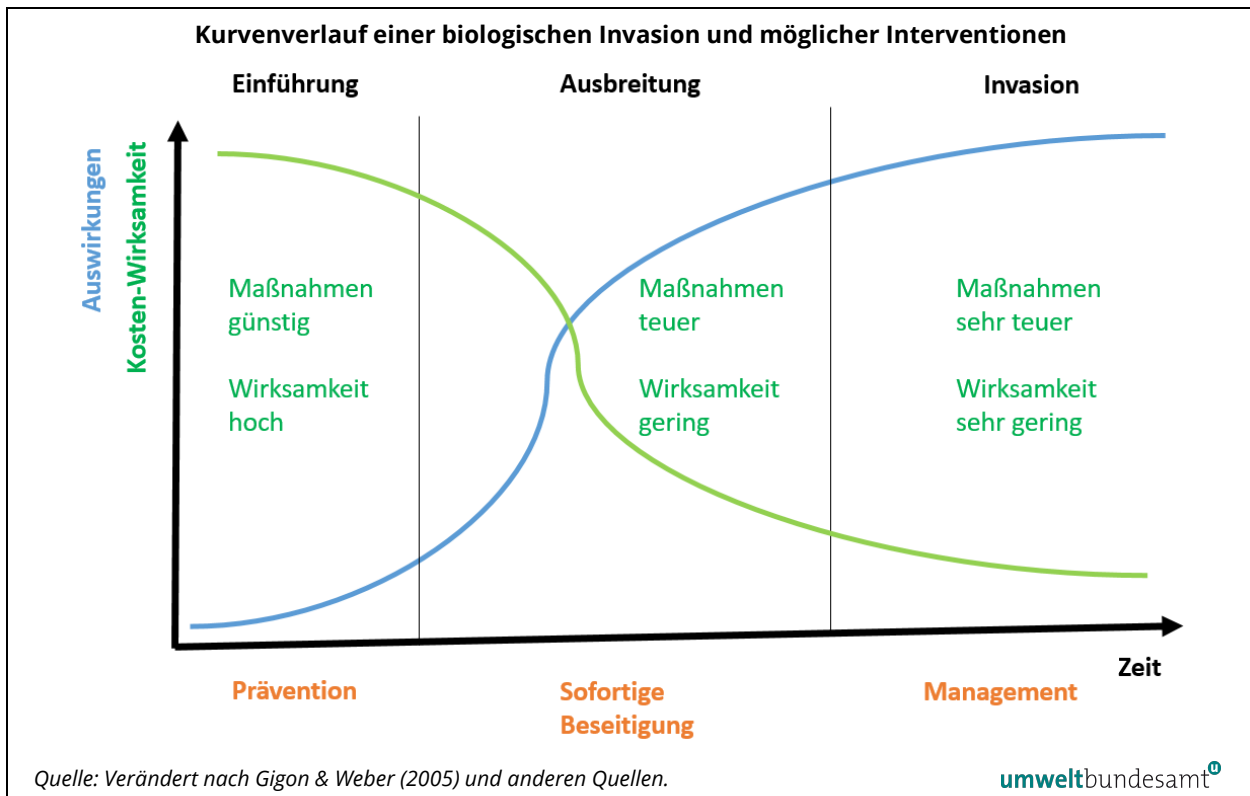 Kurvenverlauf einer biologischen Invasion und möglicher Interventionen
Einführung
Ausbreitung
Invasion
Auswirkungen
Kosten-Wirksamkeit
Maßnahmen
günstig
Wirksamkeit
hoch
Maßnahmen
teuer
Wirksamkeit
gering
Maßnahmen
sehr teuer
Wirksamkeit
sehr gering
Zeit
Prävention
Sofortige
Beseitigung
Management
Quelle: Verändert nach Gigon & Weber (2005) und anderen Quellen.
umweltbundesamt u